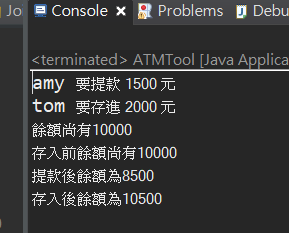 Jo
Console
Problems
Debu
<terminated> ATMTool [Java Applica
amy 要提款 1500 元
tom 要存進 2000 元
餘額尚有10000
存入前餘額尚有10000
提款後餘額為8500
存入後餘額為10500